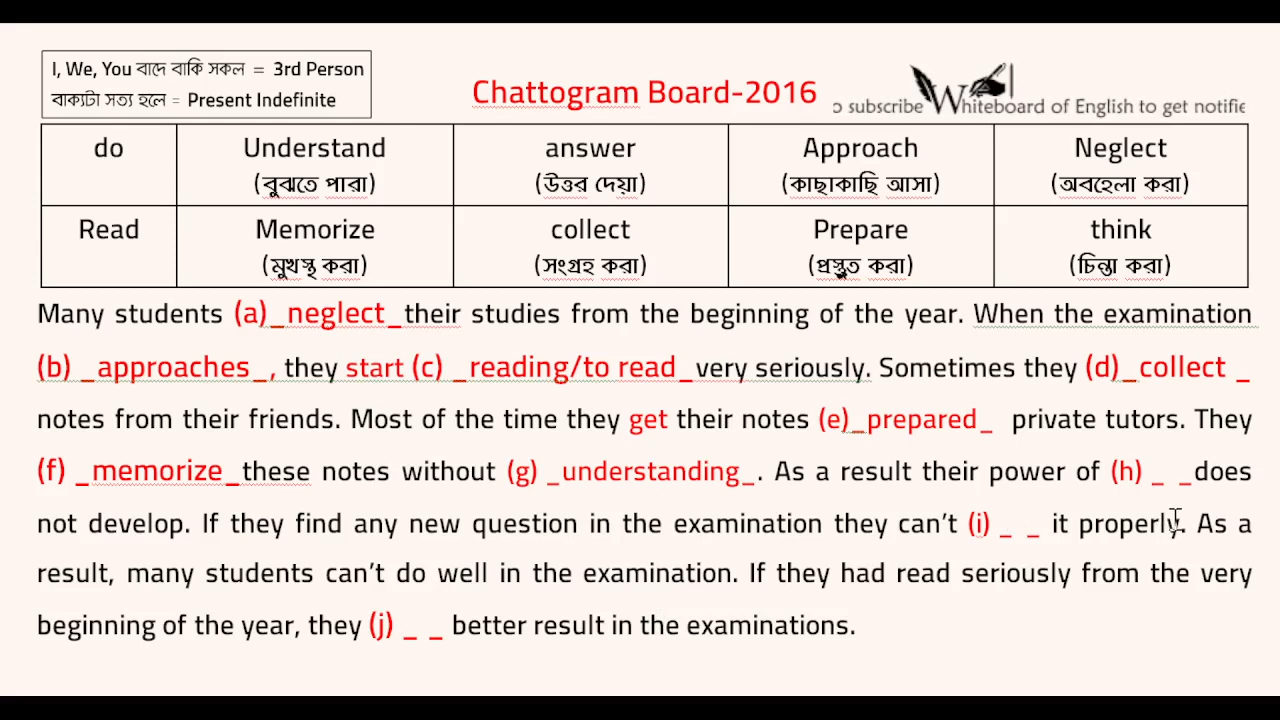 I, We, You বাদে বাকি সকল = 3rd Person
বাক্যটা সত্য হলে = Present Indefinite
Chattogram Board-2016
o subscribe Whiteboard of English to get notifie
do Understand answer Approach Neglect
(বুঝতে পারা) (উত্তর দেয়া) (কাছাকাছি আসা) (অবহেলা করা)
Read Memorize collect Prepare think
(মুখস্থ করা) (সংগ্রহ করা) (প্রস্তুত করা) (চিন্তা করা)
Many students (a)_neglect_their studies from the beginning of the year. When the examination
(b) _approaches_, they start (c) _reading/to read_very seriously. Sometimes they (d)_collect _
notes from their friends. Most of the time they get their notes (e)_prepared_ private tutors. They
(f) _memorize_these notes without (g) _understanding_. As a result their power of (h) _ _does
not develop. If they find any new question in the examination they can't (i) _ _ it properly. As a
result, many students can't do well in the examination. If they had read seriously from the very
beginning of the year, they (j) _ _ better result in the examinations.